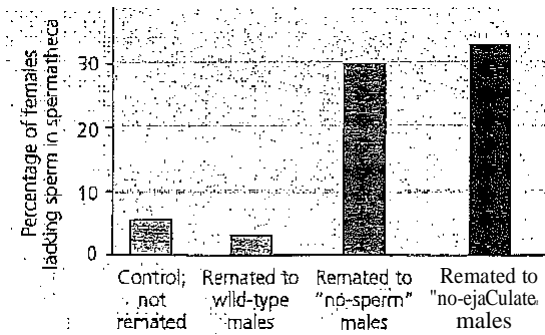 Percentage of females
lacking sperm in spermatheca
30
20
10
0
Control; not remated
Remated to wild-type males
Remated to "no-sperm" males
Remated to "no-ejaCulate males